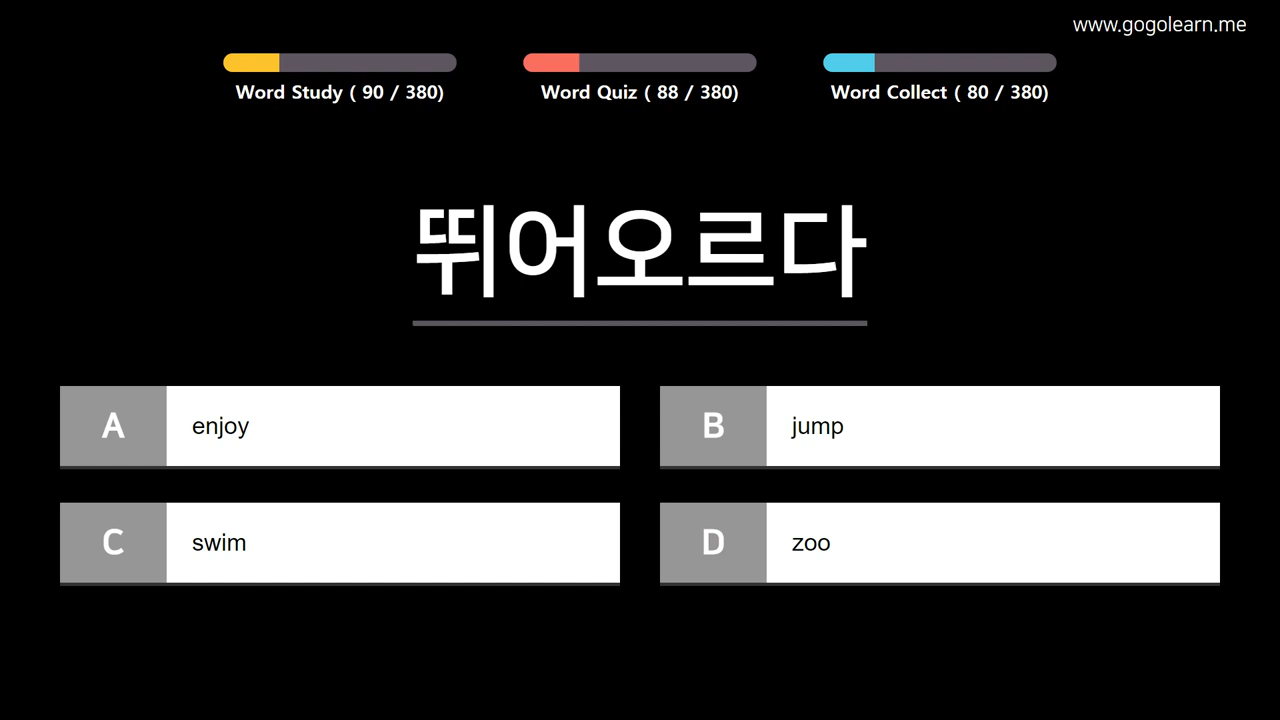 www.gogolearn.me
Word Study ( 90 / 380)
Word Quiz ( 88 / 380)
Word Collect ( 80 / 380)
뛰어오르다
A enjoy
B jump
C swim
D zoo